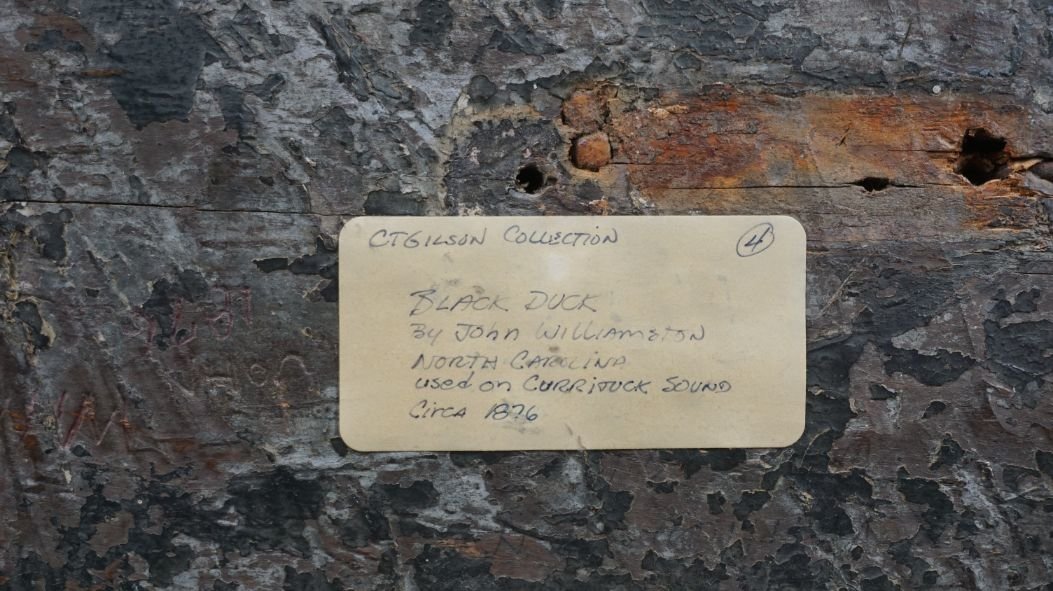 CTGILSON COLLECTION
4
BLACK DUCK
By John WILLIAMSTON
NORTH CAROLINA
used on CURRITUCK SOUND
CIRCA 1876